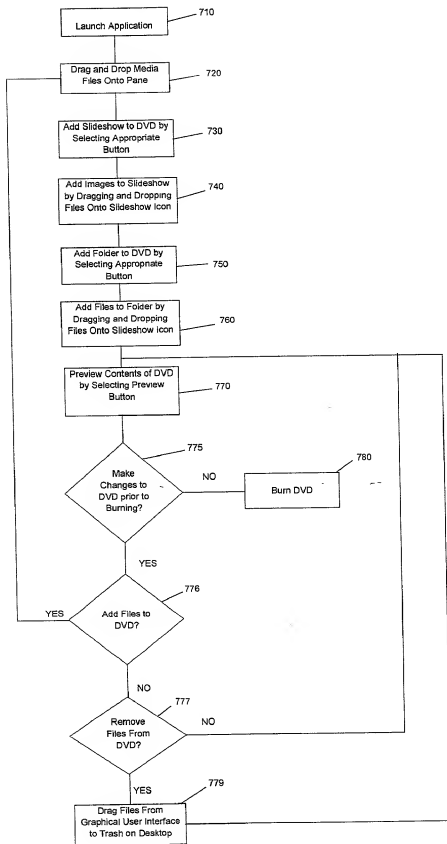 710
Launch Application
Drag and Drop Media
Files Onto Pane
720
Add Slideshow to DVD by
Selecting Appropriate
Button
730
Add Images to Slideshow
by Dragging and Dropping
Files Onto Slideshow Icon
740
Add Folder to DVD by
Selecting Appropriate
Button
750
Add Files to Folder by
Dragging and Dropping
Files Onto Slideshow icon
760
Preview Contents of DVD
by Selecting Preview
Button
770
775
Make
Changes to
DVD prior to
Burning?
NO
780
Burn DVD
YES
776
Add Files to
DVD?
YES
NO
777
Remove
Files From
DVD?
NO
YES
779
Drag Files From
Graphical User Interface
to Trash on Desktop